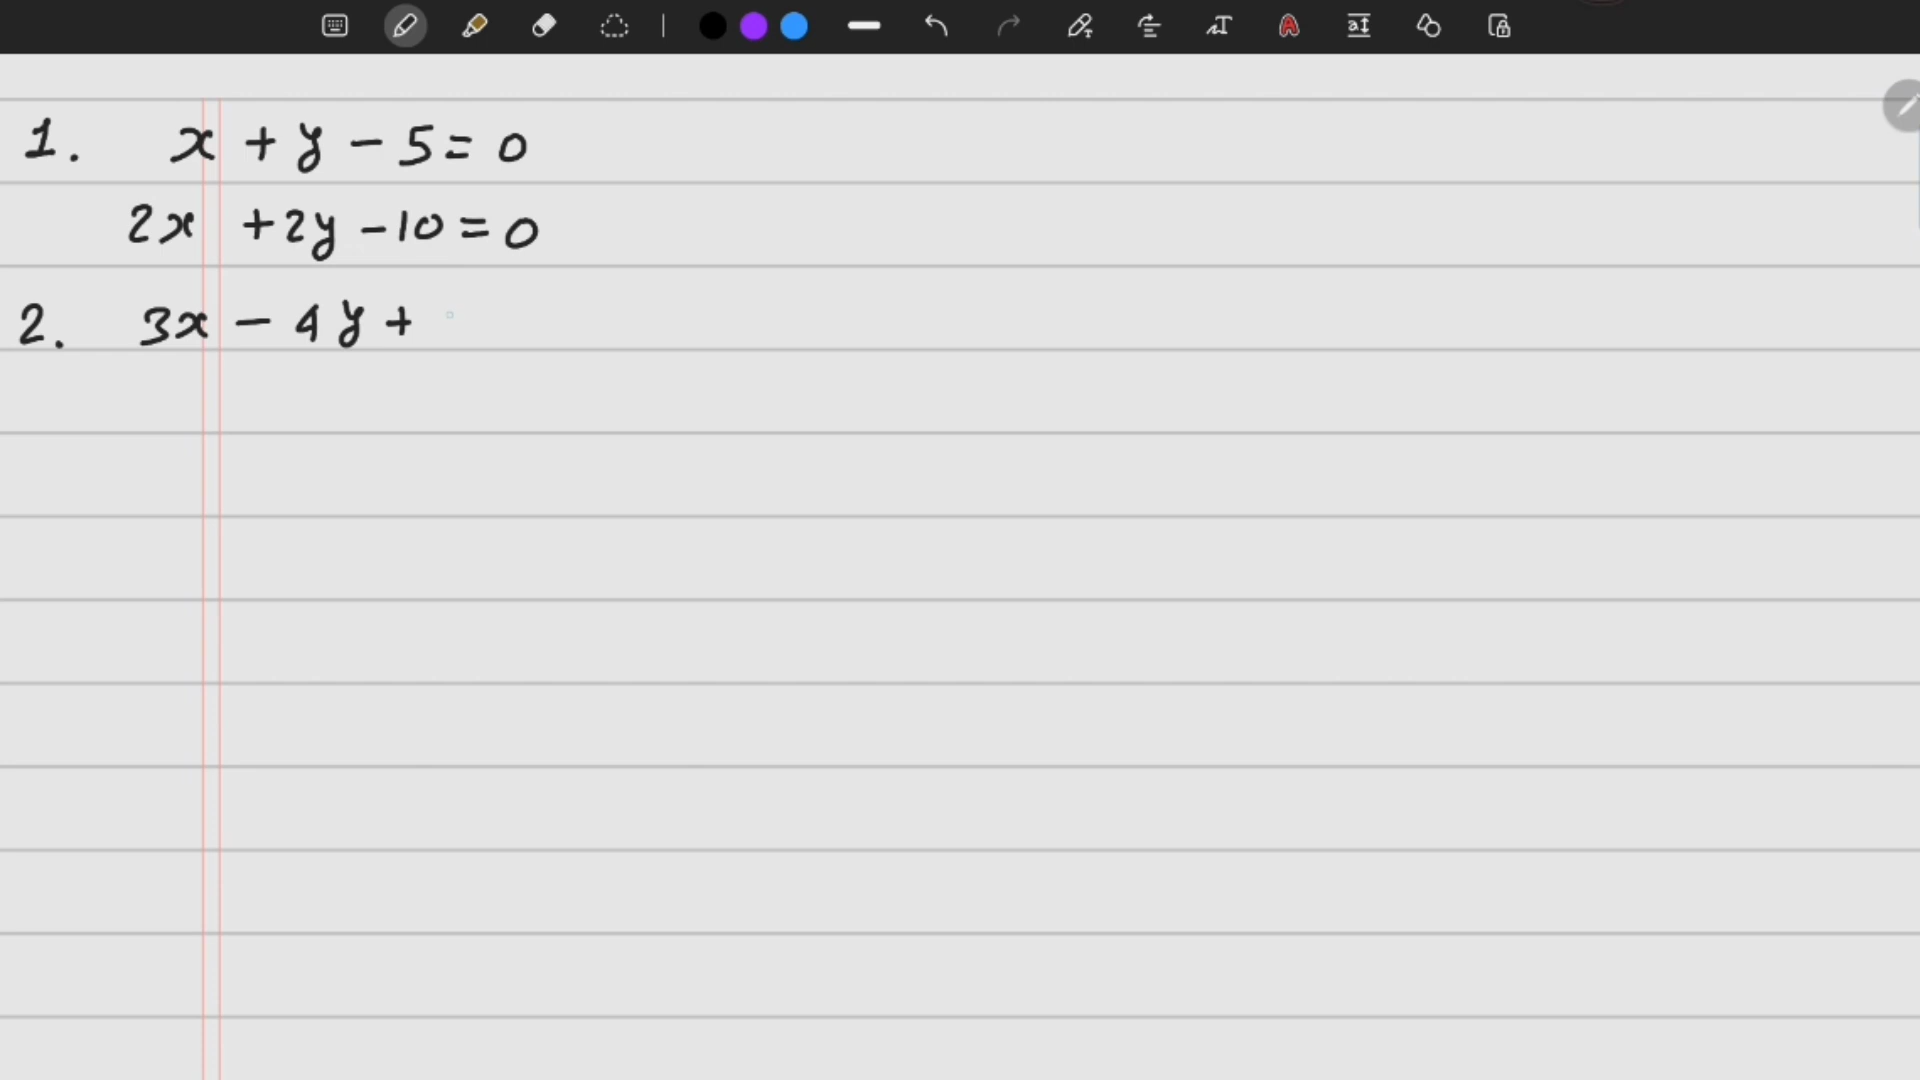 1. x + y - 5 = 0
2x + 2y - 10 = 0
2. 3x - 4y +